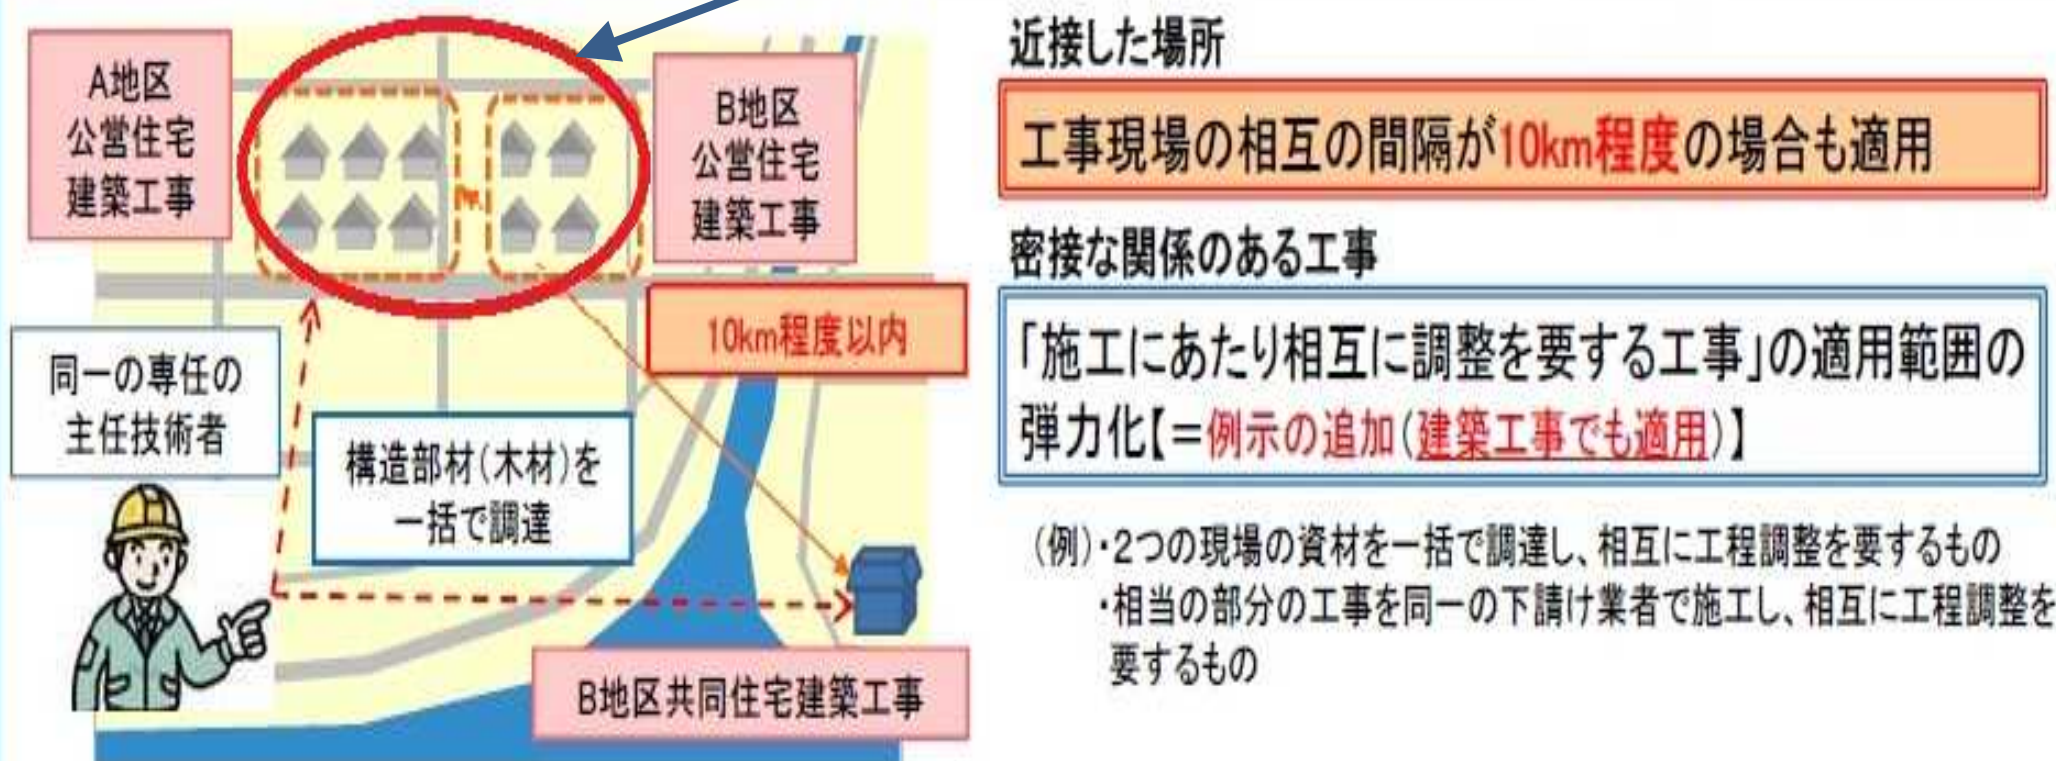 A地区
公営住宅
建築工事
B地区
公営住宅
建築工事
10km程度以内
同一の専任の
主任技術者
構造部材(木材)を
一括で調達
B地区共同住宅建築工事
近接した場所
工事現場の相互の間隔が10km程度の場合も適用
密接な関係のある工事
「施工にあたり相互に調整を要する工事」の適用範囲の
弾力化【=例示の追加(建築工事でも適用)】
(例)・2つの現場の資材を一括で調達し、相互に工程調整を要するもの
・相当の部分の工事を同一の下請け業者で施工し、相互に工程調整を
要するもの